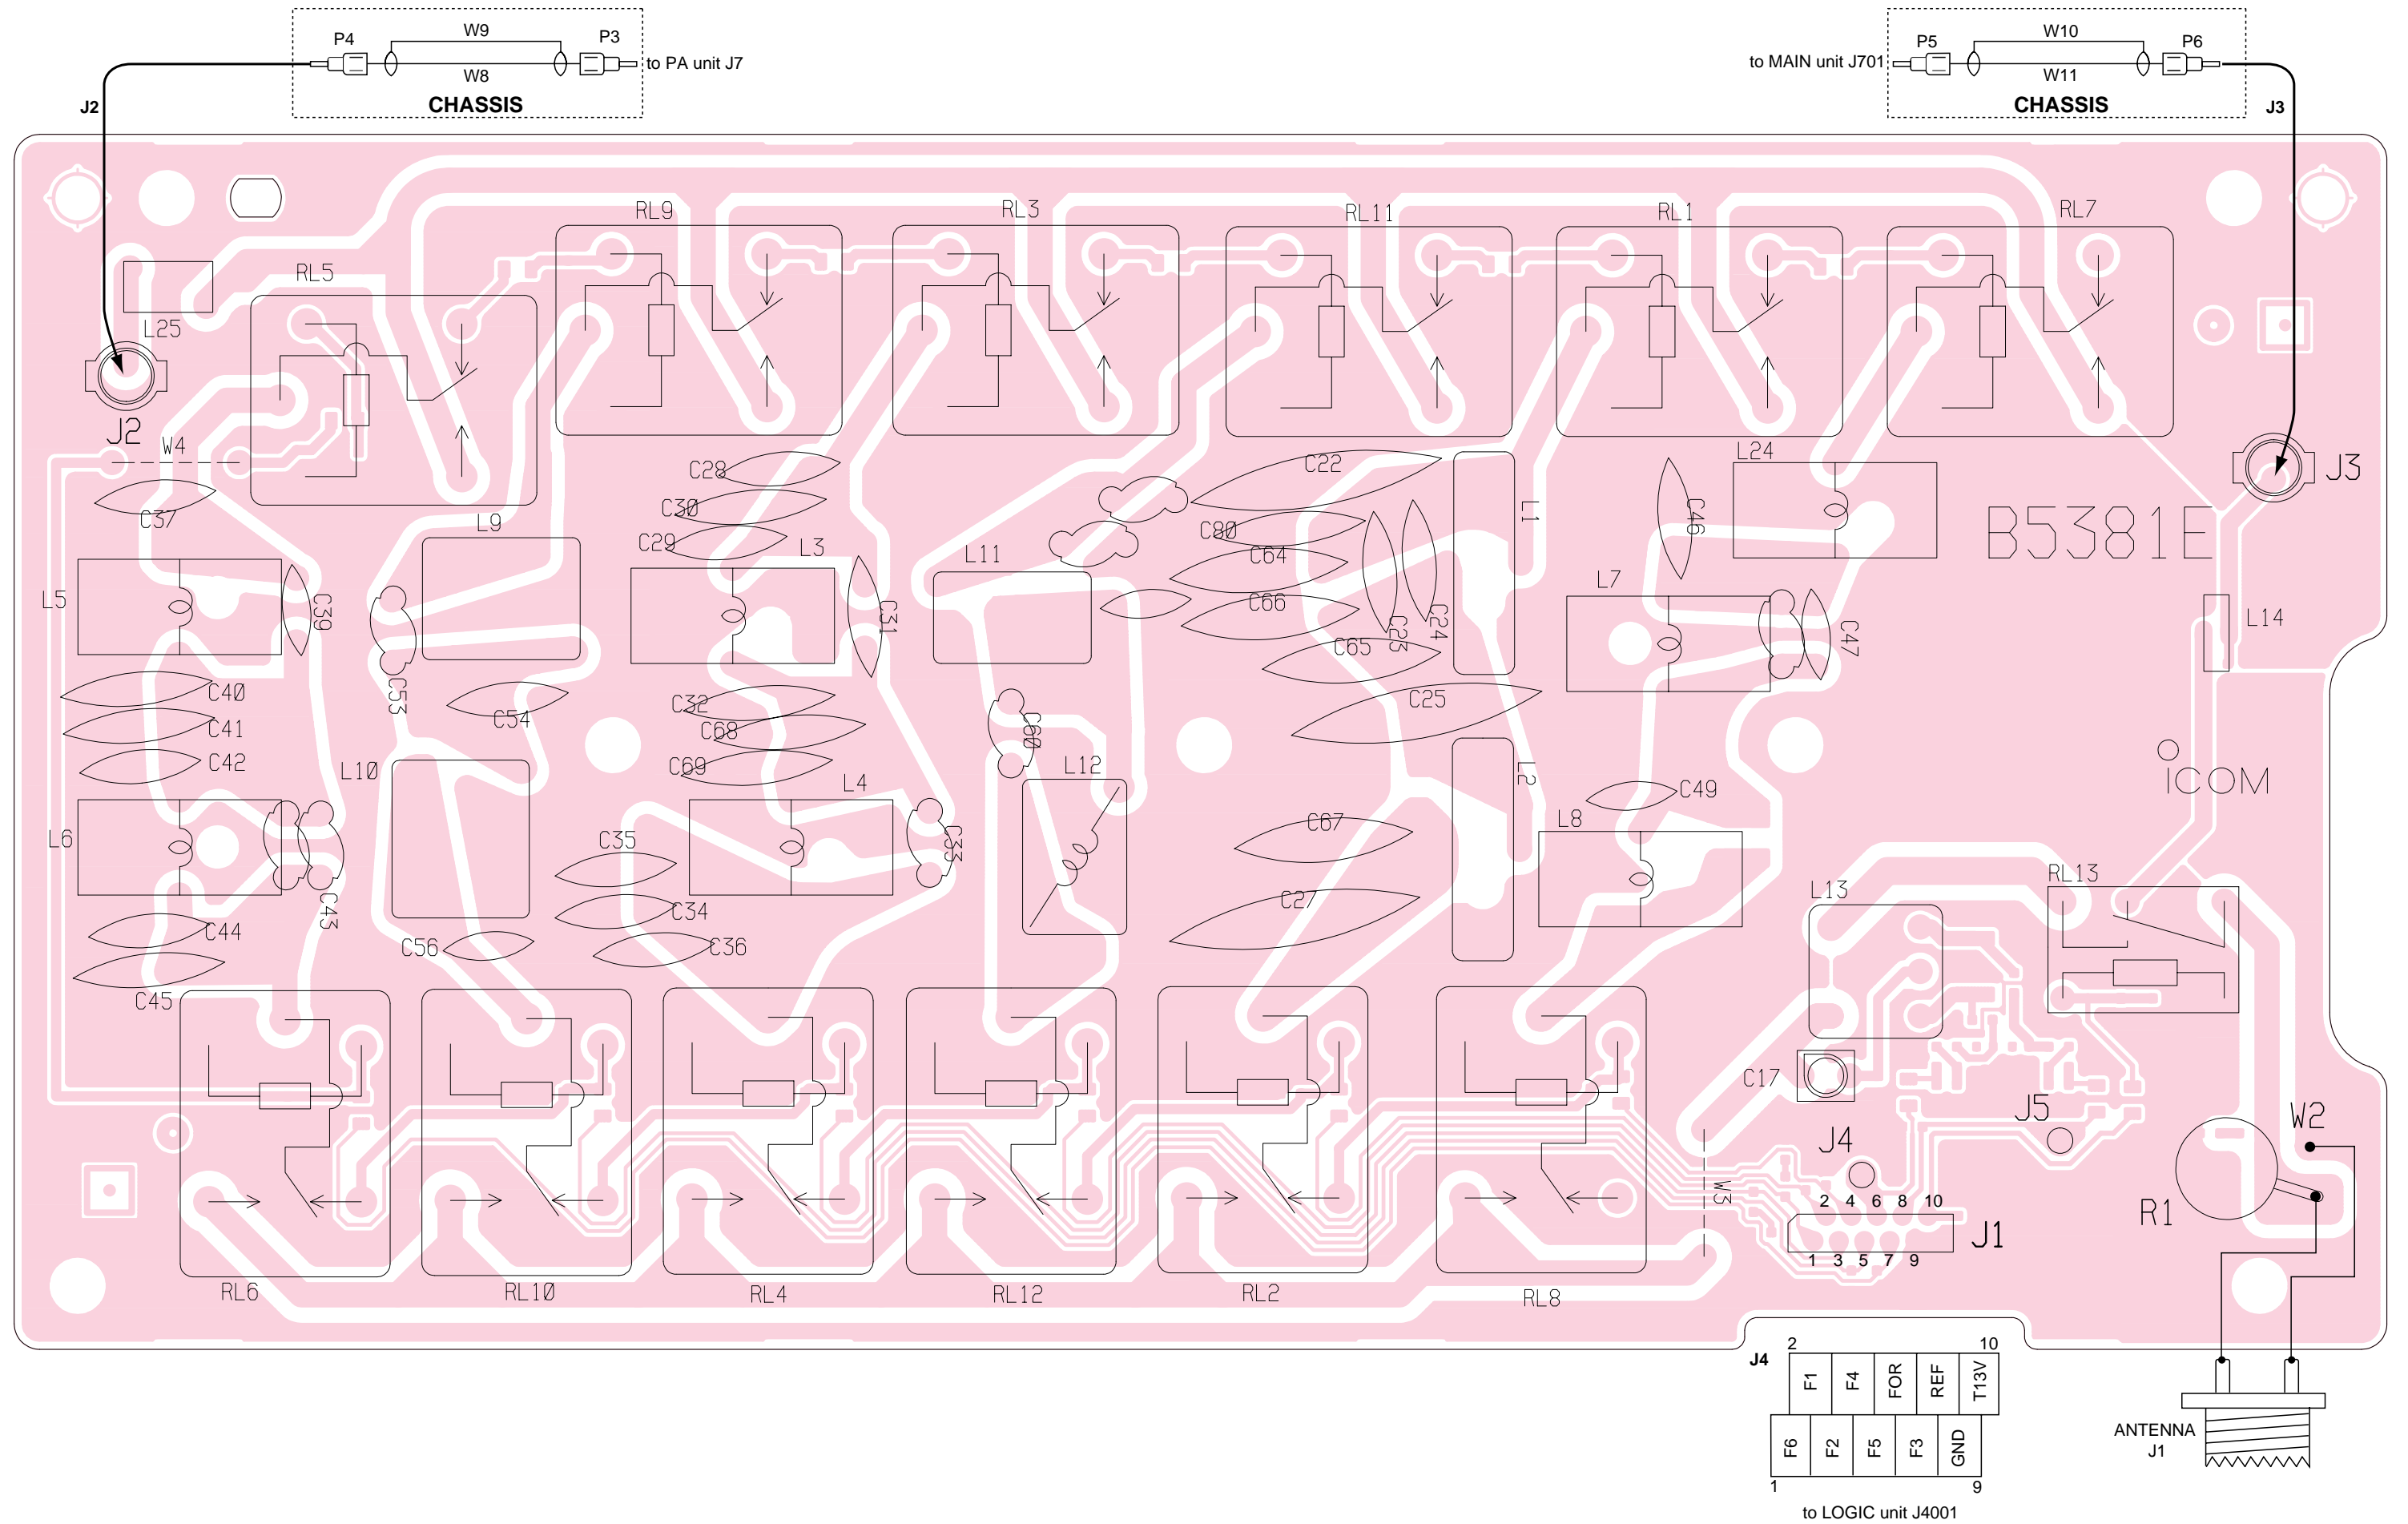 W9
P4
P3
W8
to PA unit J7
CHASSIS
J2
W10
P5
P6
to MAIN unit J701
W11
CHASSIS
J3
RL9
RL3
RL11
RL1
RL7
RL5
L25
J2
W4
C28
C22
L24
J3
C37
L9
C30
C80
L1
C46
B5381E
C29
L3
L11
C64
L5
C39
C31
C66
C23
C24
L7
C47
L14
C40
C53
C54
C32
C65
C25
C41
C68
C60
C42
L10
C69
L12
L2
ICOM
L6
L4
C49
C35
C33
C67
L8
C43
C34
C27
L13
RL13
C44
C56
C36
C45
C17
J5
W2
J4
W3
2 4 6 8 10
R1
J1
1 3 5 7 9
RL6
RL10
RL4
RL12
RL2
RL8
J4
2 10
F1 F4 FOR REF T13V
F6 F2 F5 F3 GND
1 9
to LOGIC unit J4001
ANTENNA
J1